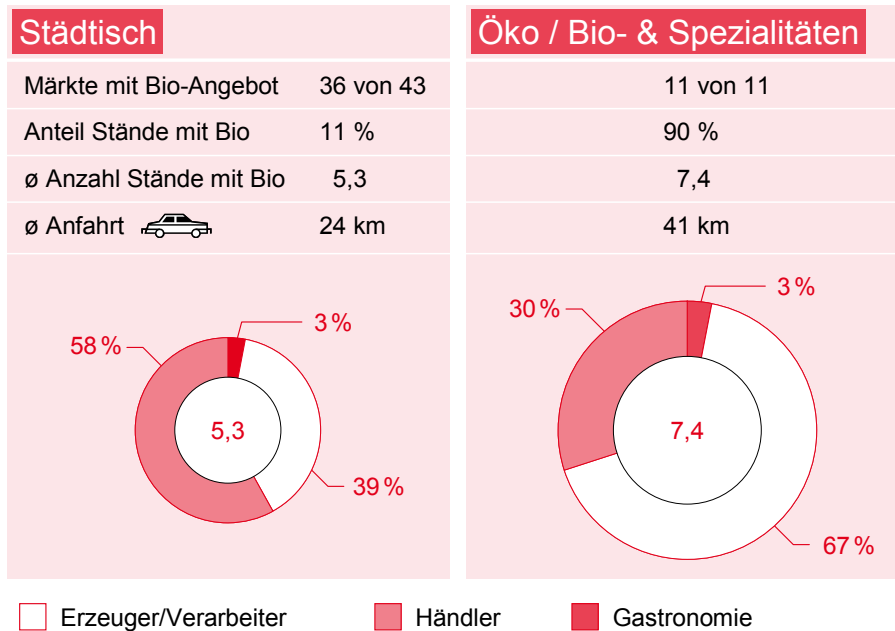 Städtisch
Märkte mit Bio-Angebot 36 von 43
Anteil Stände mit Bio 11 %
ø Anzahl Stände mit Bio 5,3
ø Anfahrt 24 km
58 %
3 %
5,3
39 %
Öko / Bio- & Spezialitäten
11 von 11
90 %
7,4
41 km
30 %
3 %
7,4
67 %
Erzeuger/Verarbeiter Händler Gastronomie